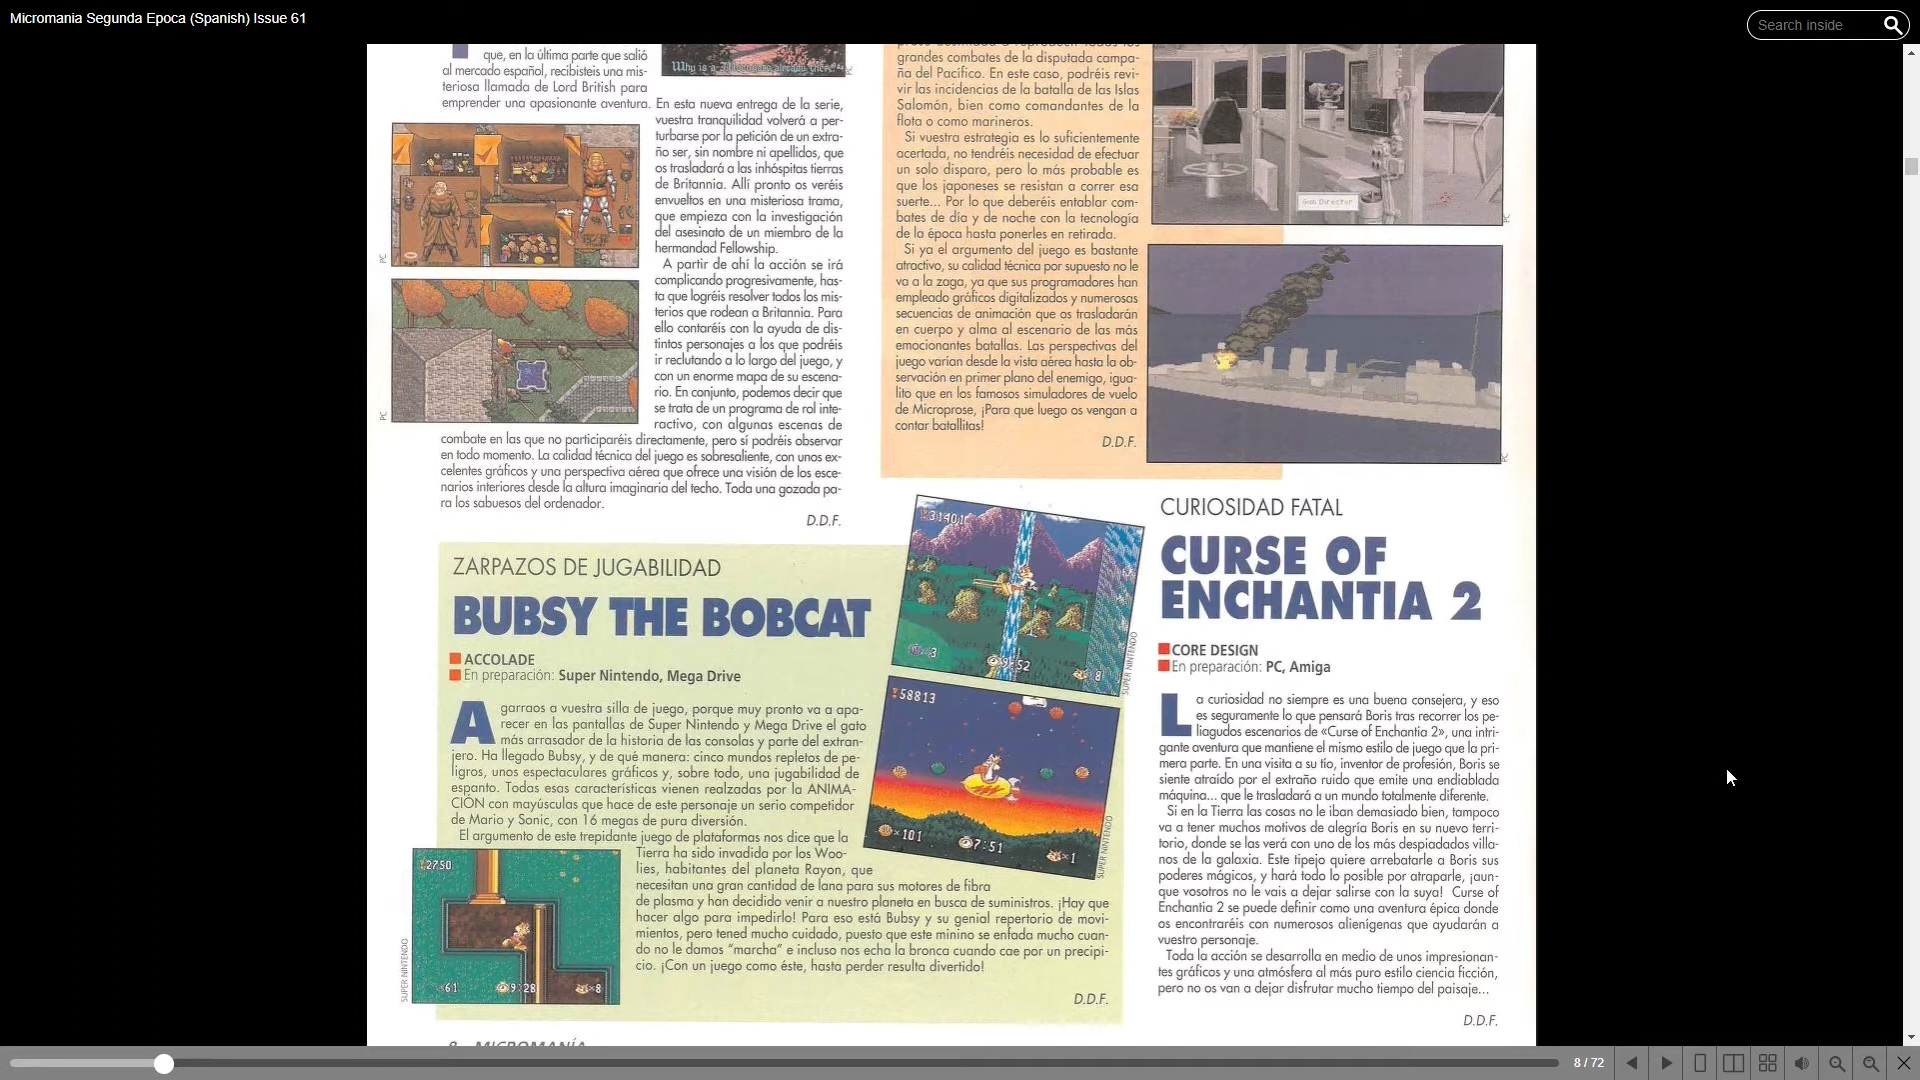 Micromania Segunda Epoca (Spanish) Issue 61
Search inside
que, en la última parte que salió
al mercado español, recibisteis una mis-
teriosa llamada de Lord British para
emprender una apasionante aventura.
En esta nueva entrega de la serie,
vuestra tranquilidad volverá a per-
turbarse por la petición de un extra-
ño ser, sin nombre ni apellidos, que
os trasladará a las inhóspitas tierras
de Britannia. Allí pronto os veréis
envueltos en una misteriosa trama,
que empieza con la investigación
del asesinato de un miembro de la
hermandad Fellowship.
A partir de ahí la acción se irá
complicando progresivamente, has-
ta que logréis resolver todos los mis-
terios que rodean a Britannia. Para
ello contaréis con la ayuda de dis-
tintos personajes a los que podréis
ir reclutando a lo largo del juego, y
con un enorme mapa de su escena-
rio. En conjunto, podemos decir que
se trata de un programa de rol inte-
ractivo, con algunas escenas de
combate en las que no participaréis directamente, pero sí podréis observar
en todo momento. La calidad técnica del juego es sobresaliente, con unos ex-
celentes gráficos y una perspectiva aérea que ofrece una visión de los esce-
narios interiores desde la altura imaginaria del techo. Toda una gozada pa-
ra los sabuesos del ordenador.
D.D.F.
PC
PC
grandes combates de la disputada campa-
ña del Pacífico. En este caso, podréis revi-
vir las incidencias de la batalla de las Islas
Salomón, bien como comandantes de la
flota o como marineros.
Si vuestra estrategia es lo suficientemente
acertada, no tendréis necesidad de efectuar
un solo disparo, pero lo más probable es
que los japoneses se resistan a correr esa
suerte... Por lo que deberéis entablar com-
bates de día y de noche con la tecnología
de la época hasta ponerles en retirada.
Si ya el argumento del juego es bastante
atractivo, su calidad técnica por supuesto no le
va a la zaga, ya que sus programadores han
empleado gráficos digitalizados y numerosas
secuencias de animación que os trasladarán
en cuerpo y alma al escenario de las más
emocionantes batallas. Las perspectivas del
juego varían desde la vista aérea hasta la ob-
servación en primer plano del enemigo, igua-
lito que en los famosos simuladores de vuelo
de Microprose, ¡Para que luego os vengan a
contar batallitas!
D.D.F.
Gun Director
PC
PC
ZARPAZOS DE JUGABILIDAD
BUBSY THE BOBCAT
ACCOLADE
En preparación: Super Nintendo, Mega Drive
Agarraos a vuestra silla de juego, porque muy pronto va a apa-
recer en las pantallas de Super Nintendo y Mega Drive el gato
más arrasador de la historia de las consolas y parte del extran-
jero. Ha llegado Bubsy, y de qué manera: cinco mundos repletos de pe-
ligros, unos espectaculares gráficos y, sobre todo, una jugabilidad de
espanto. Todas esas características vienen realzadas por la ANIMA-
CIÓN con mayúsculas que hace de este personaje un serio competidor
de Mario y Sonic, con 16 megas de pura diversión.
El argumento de este trepidante juego de plataformas nos dice que la
Tierra ha sido invadida por los Woo-
lies, habitantes del planeta Rayon, que
necesitan una gran cantidad de lana para sus motores de fibra
de plasma y han decidido venir a nuestro planeta en busca de suministros. ¡Hay que
hacer algo para impedirlo! Para eso está Bubsy y su genial repertorio de movi-
mientos, pero tened mucho cuidado, puesto que este minino se enfada mucho cuan-
do no le damos "marcha" e incluso nos echa la bronca cuando cae por un precipi-
cio. ¡Con un juego como éste, hasta perder resulta divertido!
D.D.F.
31401
9:52
8
SUPER NINTENDO
58813
×101
7:51
×1
SUPER NINTENDO
2750
61
9:28
×8
SUPER NINTENDO
CURIOSIDAD FATAL
CURSE OF
ENCHANTIA 2
CORE DESIGN
En preparación: PC, Amiga
La curiosidad no siempre es una buena consejera, y eso
es seguramente lo que pensará Boris tras recorrer los pe-
liagudos escenarios de «Curse of Enchantia 2», una intri-
gante aventura que mantiene el mismo estilo de juego que la pri-
mera parte. En una visita a su tío, inventor de profesión, Boris se
siente atraído por el extraño ruido que emite una endiablada
máquina... que le trasladará a un mundo totalmente diferente.
Si en la Tierra las cosas no le iban demasiado bien, tampoco
va a tener muchos motivos de alegría Boris en su nuevo terri-
torio, donde se las verá con uno de los más despiadados villa-
nos de la galaxia. Este tipejo quiere arrebatarle a Boris sus
poderes mágicos, y hará todo lo posible por atraparle, ¡aun-
que vosotros no le vais a dejar salirse con la suya! Curse of
Enchantia 2 se puede definir como una aventura épica donde
os encontraréis con numerosos alienígenas que ayudarán a
vuestro personaje.
Toda la acción se desarrolla en medio de unos impresionan-
tes gráficos y una atmósfera al más puro estilo ciencia ficción,
pero no os van a dejar disfrutar mucho tiempo del paisaje...
D.D.F.
8 MICROMANÍA
8 / 72